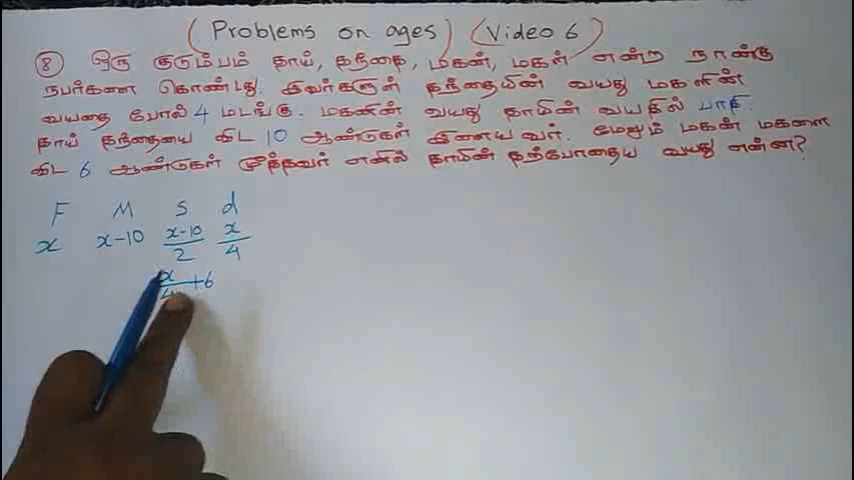 (Problems on ages) (Video 6)
⑧ ஒரு குடும்பம் தாய், தந்தை, மகன், மகள் என்ற நான்கு
நபர்களை கொண்டது. இவர்களுள் தந்தையின் வயது மகளின்
வயதை போல் 4 மடங்கு. மகனின் வயது தாயின் வயதில் பாதி.
தாய் தந்தையை விட 10 ஆண்டுகள் இளையவர். மேலும் மகன் மகளை
விட 6 ஆண்டுகள் மூத்தவர் எனில் தாயின் தற்போதைய வயது என்ன?
F M S d
x x-10 x-10/2 x/4
x/4 +6